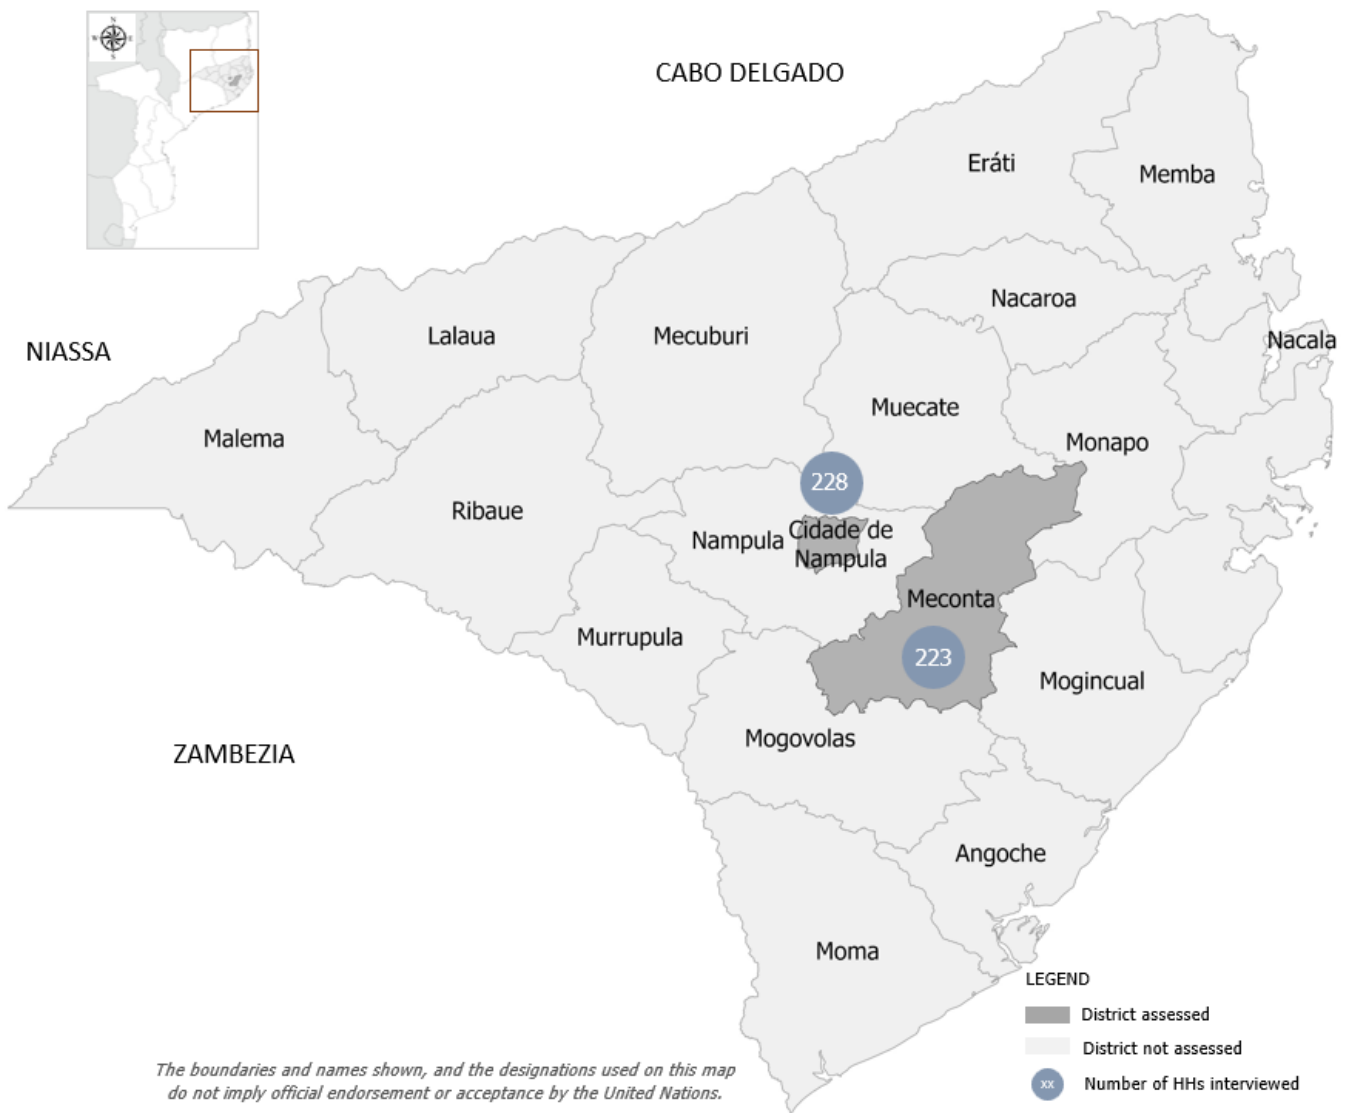 N
W E
S
CABO DELGADO
Eráti
Memba
Nacaroa
Lalaua
Mecuburi
Nacala
NIASSA
Muecate
Malema
Monapo
228
Ribaue
Nampula
Cidade de
Nampula
Meconta
Murrupula
223
Mogincual
Mogovolas
ZAMBEZIA
Angoche
Moma
LEGEND
District assessed
District not assessed
xx Number of HHs interviewed
The boundaries and names shown, and the designations used on this map
do not imply official endorsement or acceptance by the United Nations.